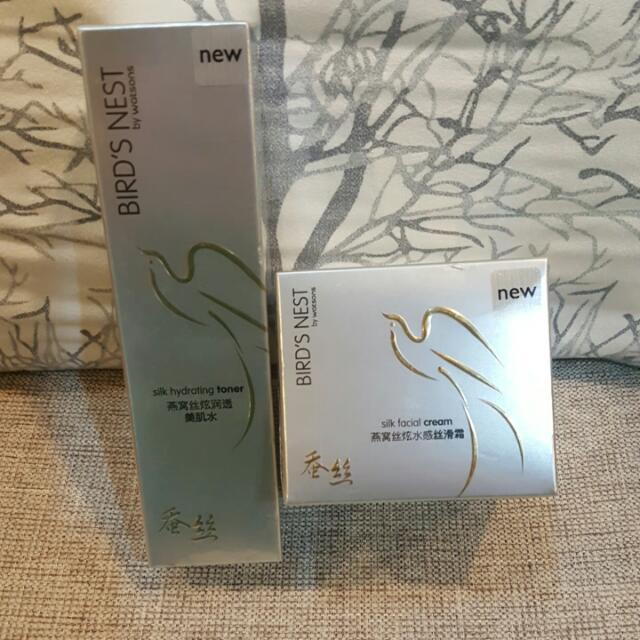 new
BIRD'S NEST
by watsons
silk hydrating toner
燕窝丝炫润透
美肌水
蚕丝
new
BIRD'S NEST
by watsons
silk facial cream
燕窝丝炫水感丝滑霜
蚕丝